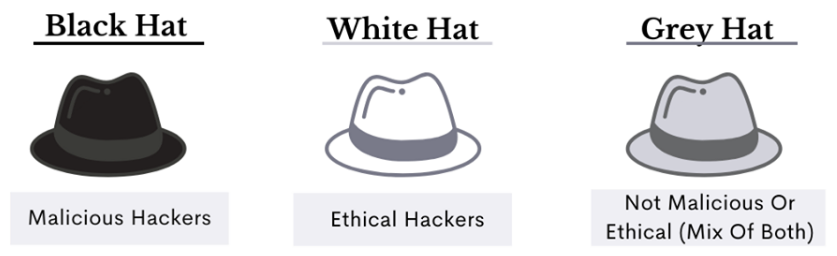 Black Hat
White Hat
Grey Hat
Malicious Hackers
Ethical Hackers
Not Malicious Or
Ethical (Mix Of Both)